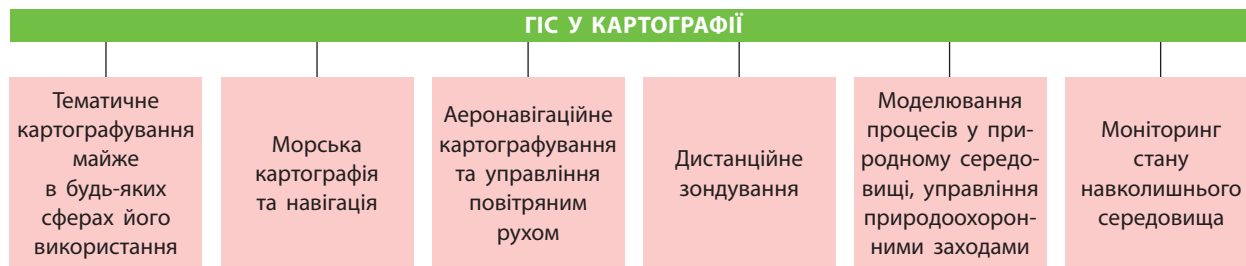 ГІС У КАРТОГРАФІЇ
Тематичне
картографування
майже
в будь-яких
сферах його
використання
Морська
картографія
та навігація
Аеронавігаційне
картографування
та управління
повітряним
рухом
Дистанційне
зондування
Моделювання
процесів у при-
родному середо-
вищі, управління
природоохорон-
ними заходами
Моніторинг
стану
навколишнього
середовища